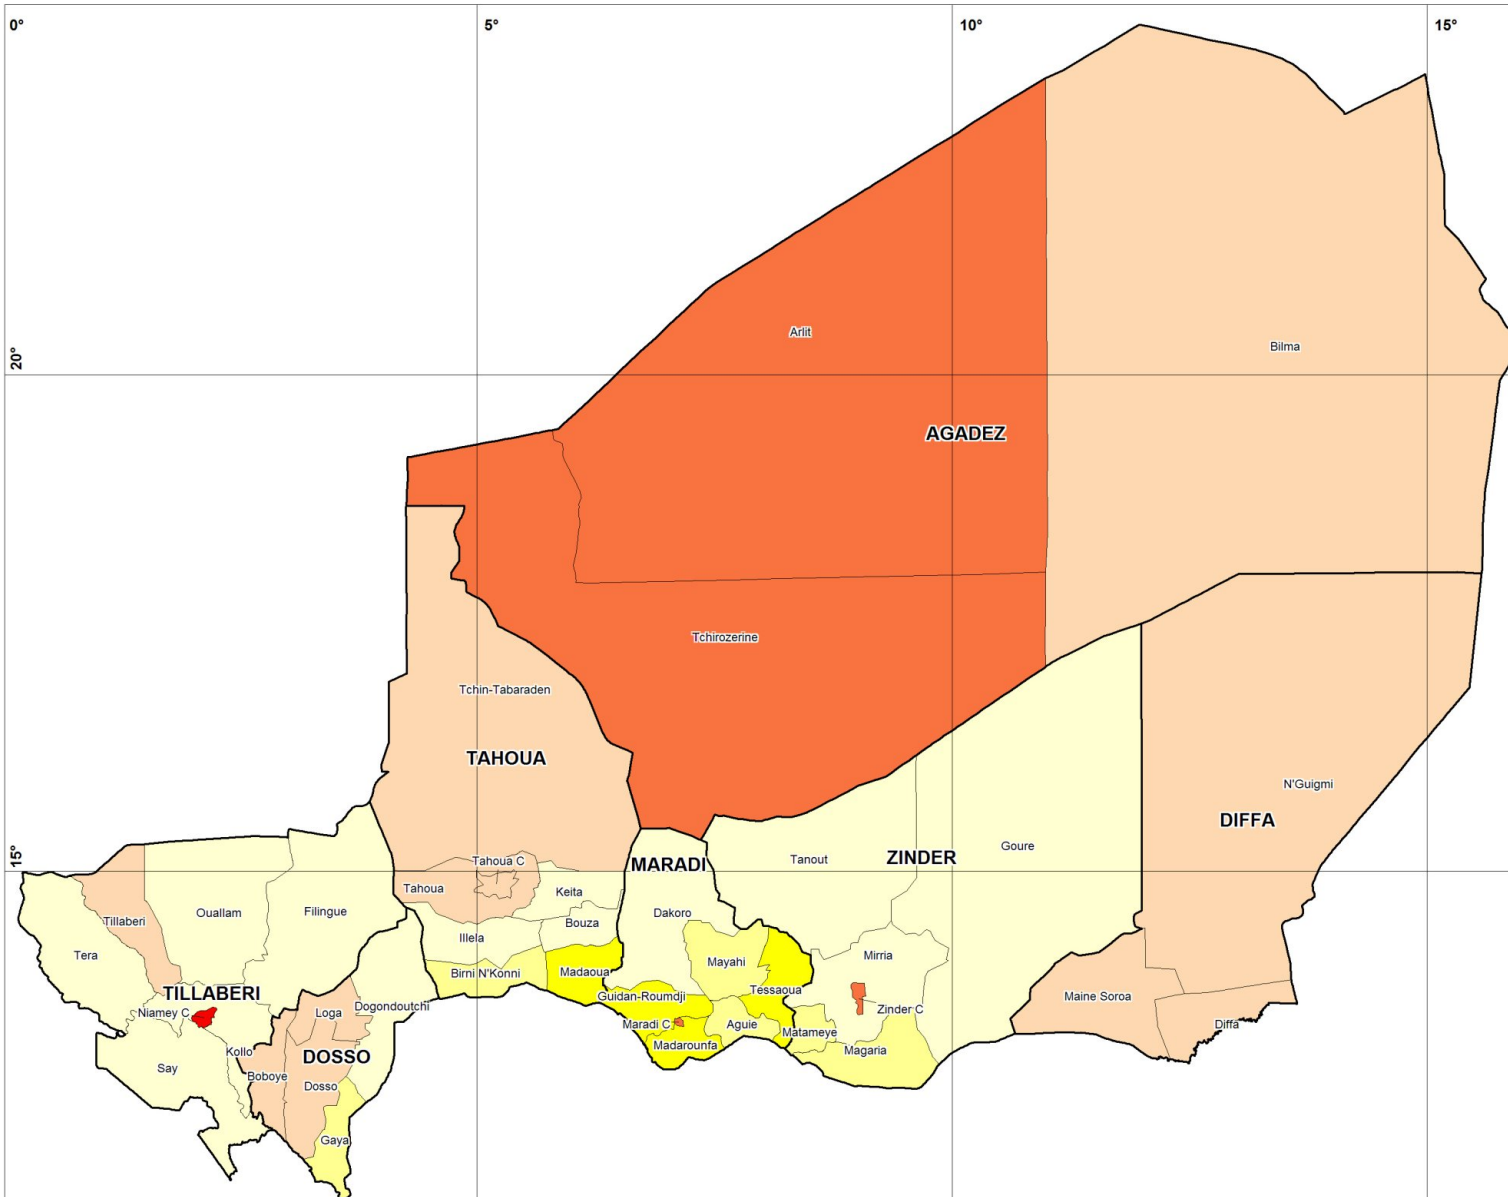 0°
5°
10°
15°
Arlit
Bilma
20°
AGADEZ
Tchirozerine
Tchin-Tabaraden
TAHOUA
N'Guigmi
DIFFA
15°
Tahoua C
MARADI
Tanout
ZINDER
Goure
Tahoua
Keita
Tillaberi
Ouallam
Filingue
Dakoro
Bouza
Illela
Tera
Mirria
Mayahi
Birni N'Konni
Madaoua
TILLABERI
Tessaoua
Guidan-Roumdji
Maine Soroa
Dogondoutchi
Niamey C
Loga
Zinder C
Maradi C
Aguie
Diffa
Matameye
Madarounfa
Kollo
Magaria
DOSSO
Say
Boboye
Dosso
Gaya